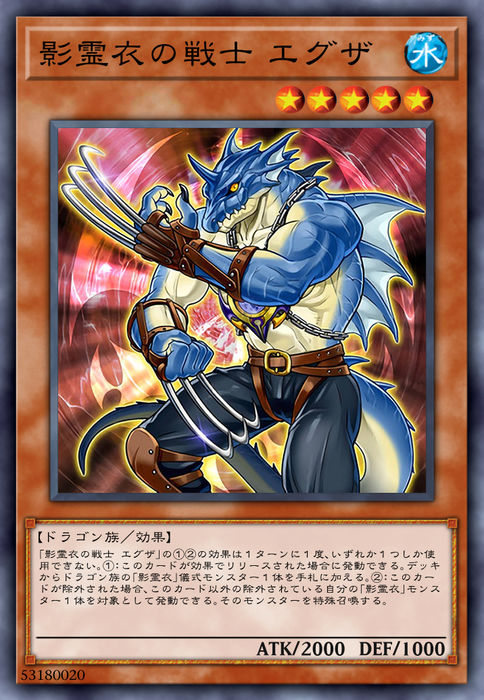 影霊衣の戦士 エグザ
みず
水
【ドラゴン族／効果】
「影霊衣の戦士 エグザ」の①②の効果は１ターンに１度、いずれか１つしか使
用できない。①：このカードが効果でリリースされた場合に発動できる。デッキ
からドラゴン族の「影霊衣」儀式モンスター１体を手札に加える。②：このカー
ドが除外された場合、このカード以外の除外されている自分の「影霊衣」モンス
ター１体を対象として発動できる。そのモンスターを特殊召喚する。
ATK/2000 DEF/1000
53180020